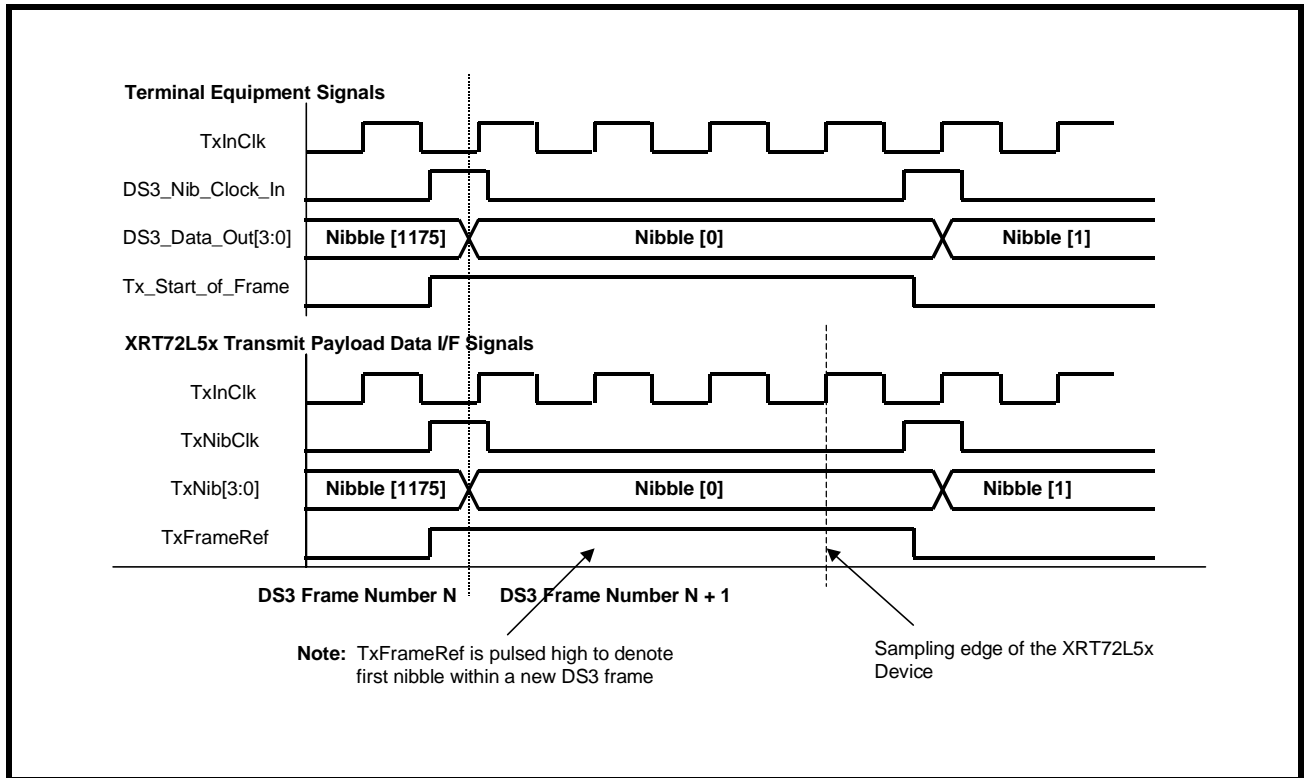 Terminal Equipment Signals
TxInClk
DS3_Nib_Clock_In
DS3_Data_Out[3:0]
Nibble [1175]
Nibble [0]
Nibble [1]
Tx_Start_of_Frame
XRT72L5x Transmit Payload Data I/F Signals
TxInClk
TxNibClk
TxNib[3:0]
Nibble [1175]
Nibble [0]
Nibble [1]
TxFrameRef
DS3 Frame Number N
DS3 Frame Number N + 1
Note: TxFrameRef is pulsed high to denote
first nibble within a new DS3 frame
Sampling edge of the XRT72L5x
Device